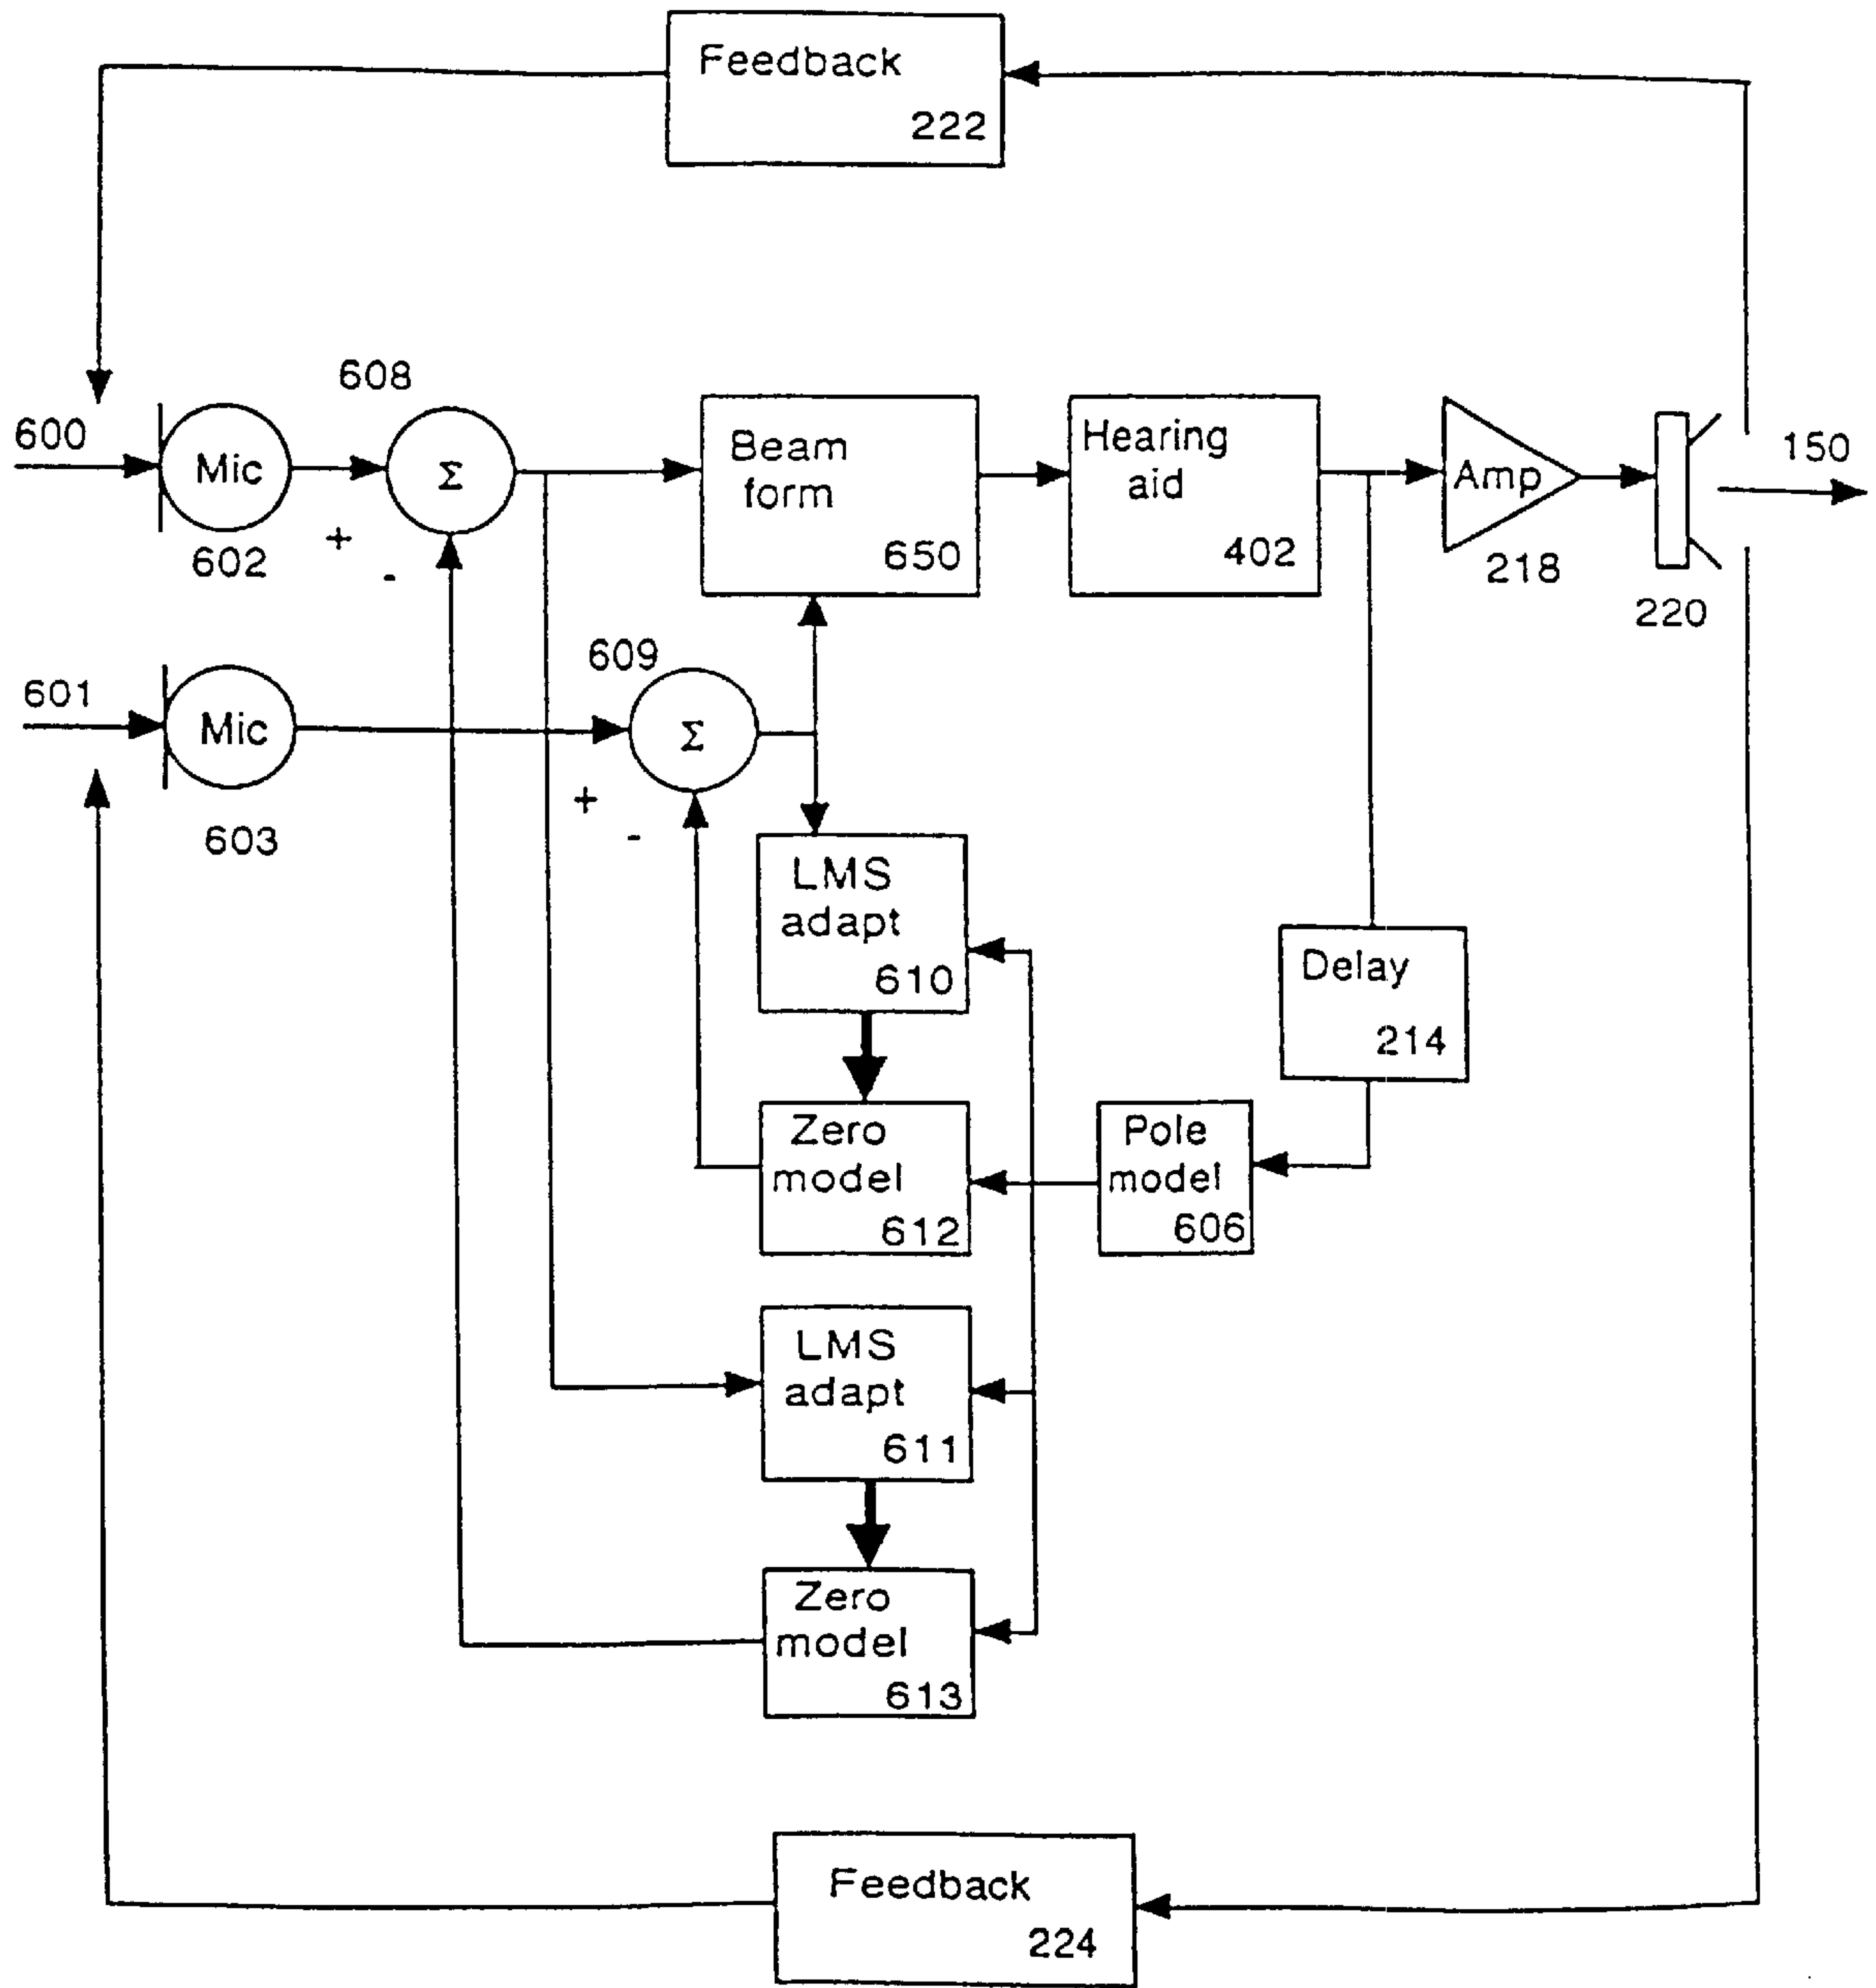 Feedback
222
608
600
Mic
602
+
-
Σ
Beam
form
650
Hearing
aid
402
Amp
218
220
150
601
Mic
603
609
Σ
+
-
LMS
adapt
610
Delay
214
Zero
model
612
Pole
model
606
LMS
adapt
611
Zero
model
613
Feedback
224